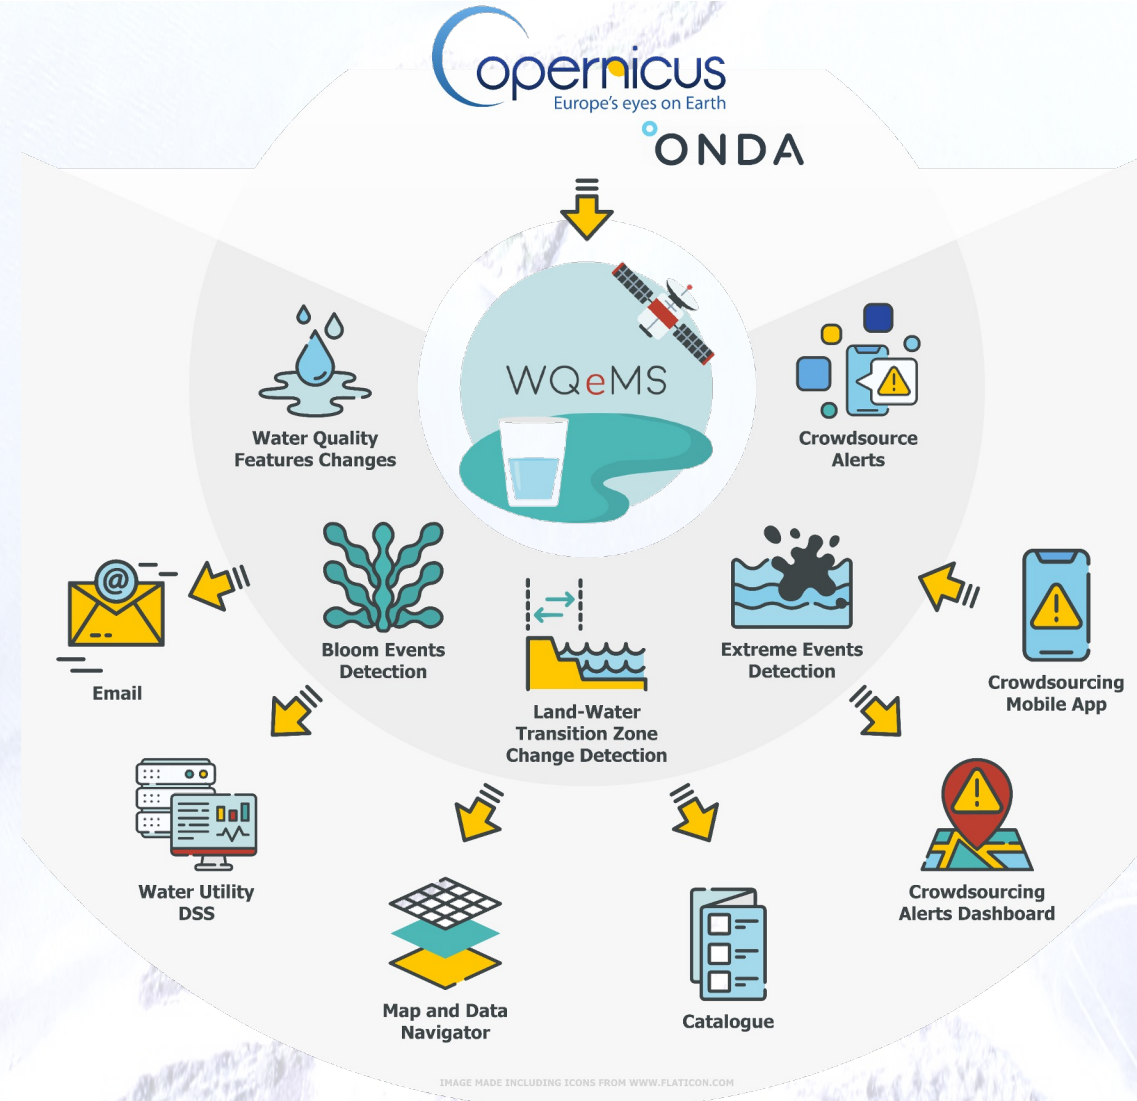 Copernicus
Europe's eyes on Earth
ONDA
WQeMS
Water Quality
Features Changes
Crowdsource
Alerts
Bloom Events
Detection
Extreme Events
Detection
Land-Water
Transition Zone
Change Detection
@
Email
Crowdsourcing
Mobile App
Water Utility
DSS
Crowdsourcing
Alerts Dashboard
Map and Data
Navigator
Catalogue
IMAGE MADE INCLUDING ICONS FROM WWW.FLATICON.COM